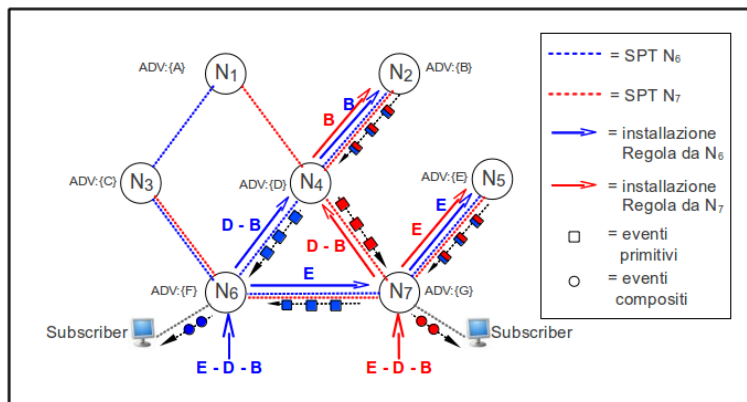 ADV:{A}
N1
N2
ADV:{B}
B
B
ADV:{C}
N3
ADV:{D}
N4
ADV:{E}
N5
D - B
D - B
E
E
E
ADV:{F}
N6
N7
ADV:{G}
Subscriber
Subscriber
E - D - B
E - D - B
= SPT N6
= SPT N7
= installazione
Regola da N6
= installazione
Regola da N7
= eventi
primitivi
= eventi
compositi